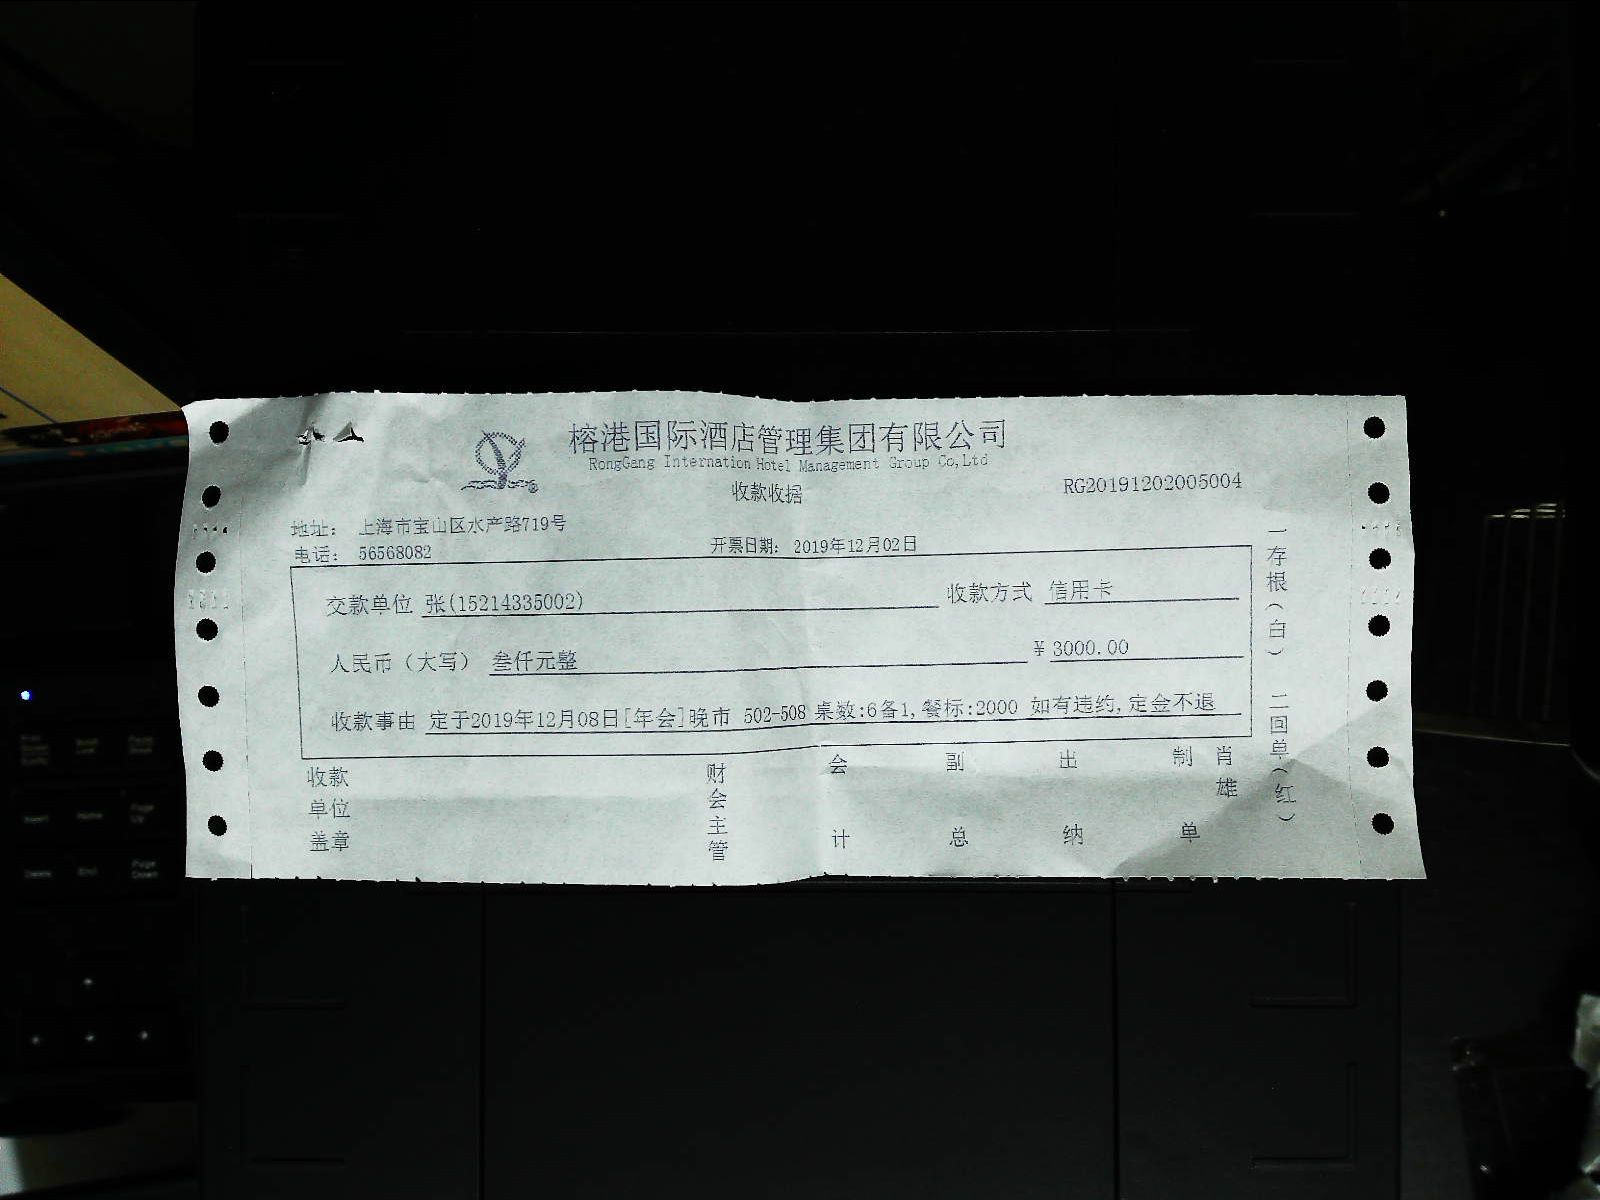 榕港国际酒店管理集团有限公司
RongGang Internation Hotel Management Group Co,Ltd
收款收据
RG20191202005004
地址： 上海市宝山区水产路719号
电话： 56568082
开票日期： 2019年12月02日
交款单位 张(15214335002)
收款方式 信用卡
人民币（大写） 叁仟元整
¥ 3000.00
收款事由 定于2019年12月08日[年会]晚市 502-508 桌数:6备1,餐标:2000 如有违约,定金不退
收款单位盖章
财会主管
会计
副总
出纳
制单
肖雄
一存根（白） 二回单（红）